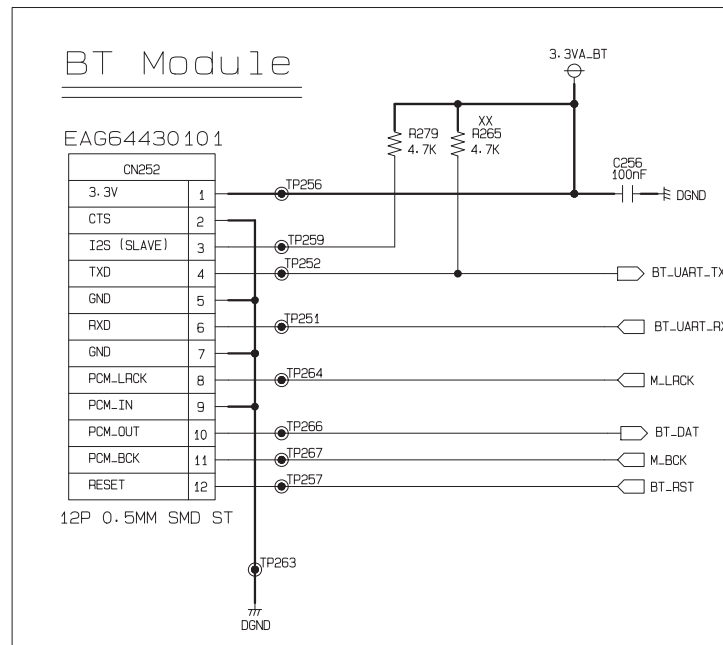 BT Module
3.3VA_BT
EAG64430101
XX
R279
4.7K
R265
4.7K
C256
100nF
DGND
CN252
3.3V 1 TP256
CTS 2
I2S (SLAVE) 3 TP259
TXD 4 TP252 BT_UART_TX
GND 5
RXD 6 TP251 BT_UART_RX
GND 7
PCM_LRCK 8 TP264 M_LRCK
PCM_IN 9
PCM_OUT 10 TP266 BT_DAT
PCM_BCK 11 TP267 M_BCK
RESET 12 TP257 BT_RST
12P 0.5MM SMD ST
TP263
DGND